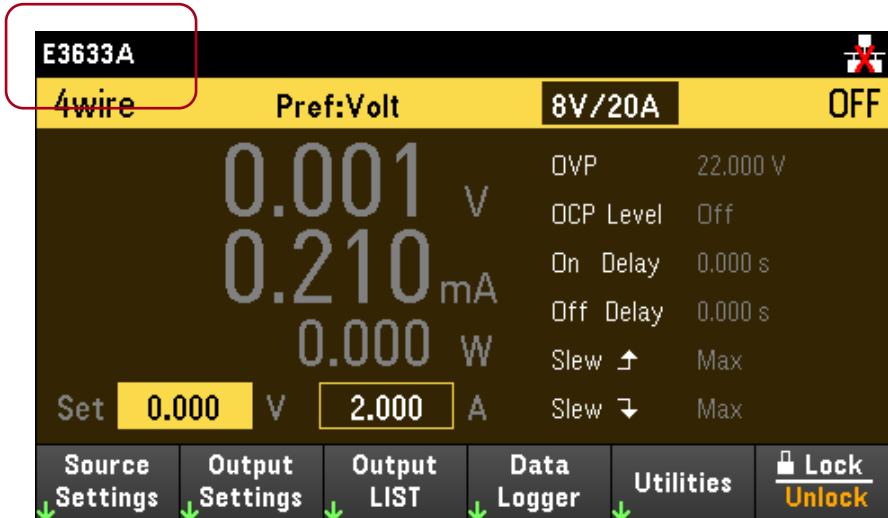 E3633A
4wire Pref:Volt 8V/20A OFF
0.001 V
0.210 mA
0.000 W
OVP 22.000 V
OCP Level Off
On Delay 0.000 s
Off Delay 0.000 s
Slew Max
Slew Max
Set 0.000 V 2.000 A
Source Settings
Output Settings
Output LIST
Data Logger
Utilities
Lock
Unlock